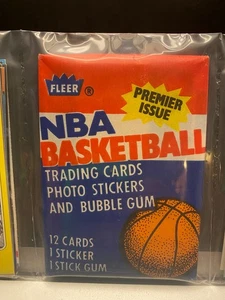 FLEER
PREMIER
ISSUE
NBA
BASKETBALL
TRADING CARDS
PHOTO STICKERS
AND BUBBLE GUM
12 CARDS
1 STICKER
1 STICK GUM